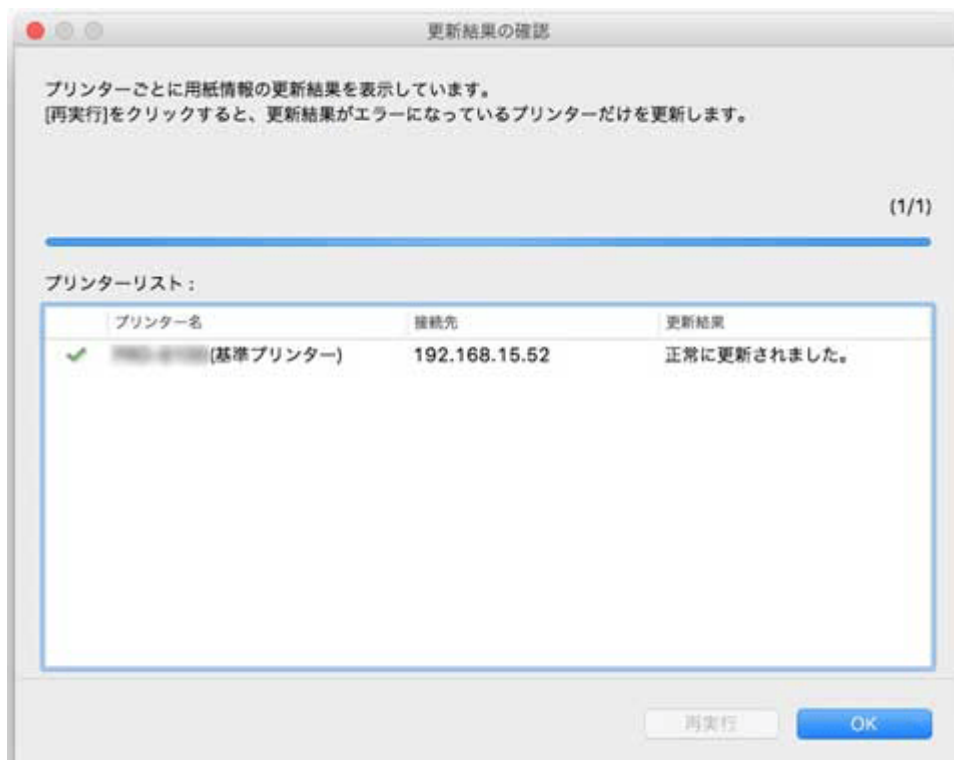 更新結果の確認
プリンターごとに用紙情報の更新結果を表示しています。
[再実行]をクリックすると、更新結果がエラーになっているプリンターだけを更新します。
(1/1)
プリンターリスト：
プリンター名 接続先 更新結果
(基準プリンター) 192.168.15.52 正常に更新されました。
再実行 OK